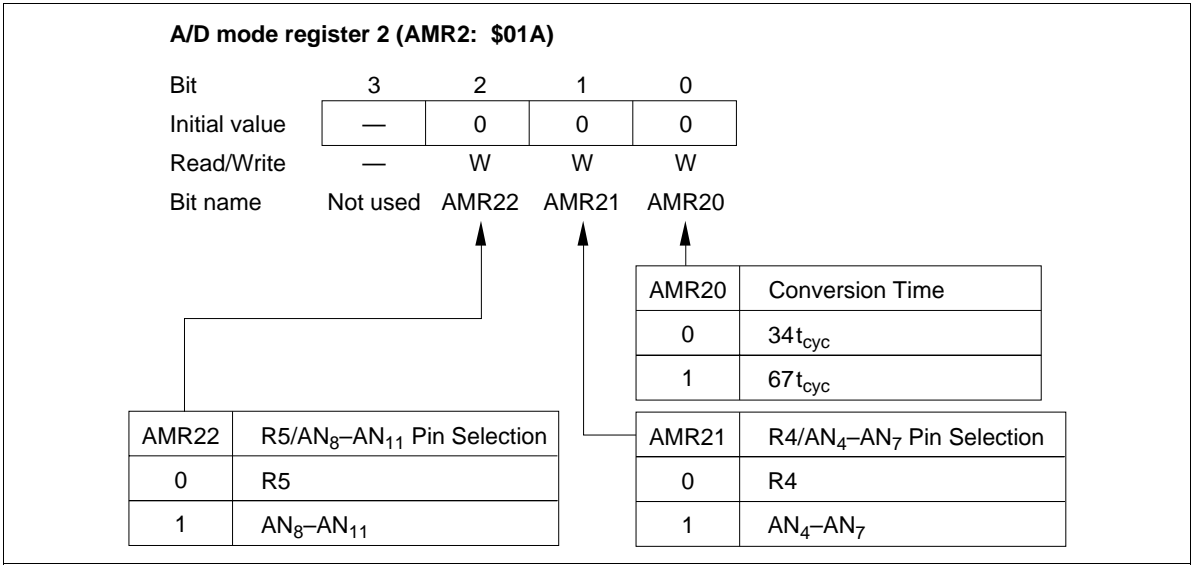 A/D mode register 2 (AMR2: $01A)
Bit 3 2 1 0
Initial value — 0 0 0
Read/Write — W W W
Bit name Not used AMR22 AMR21 AMR20
AMR20 Conversion Time
0 34tcyc
1 67tcyc
AMR22 R5/AN8–AN11 Pin Selection
0 R5
1 AN8–AN11
AMR21 R4/AN4–AN7 Pin Selection
0 R4
1 AN4–AN7